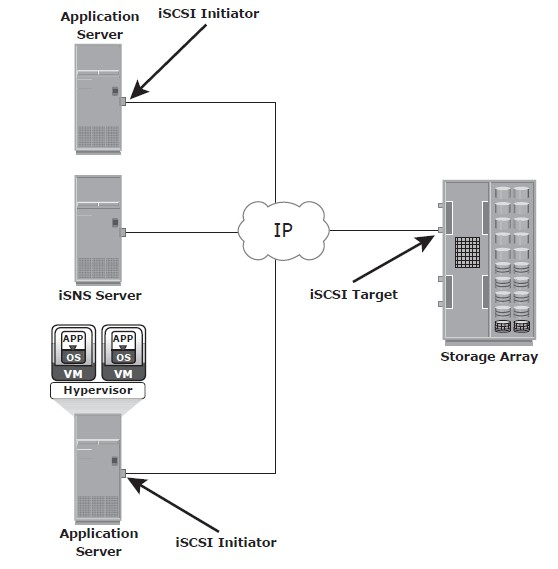 Application
Server
iSCSI Initiator
IP
iSNS Server
iSCSI Target
Storage Array
APP
OS
VM
APP
OS
VM
Hypervisor
Application
Server
iSCSI Initiator